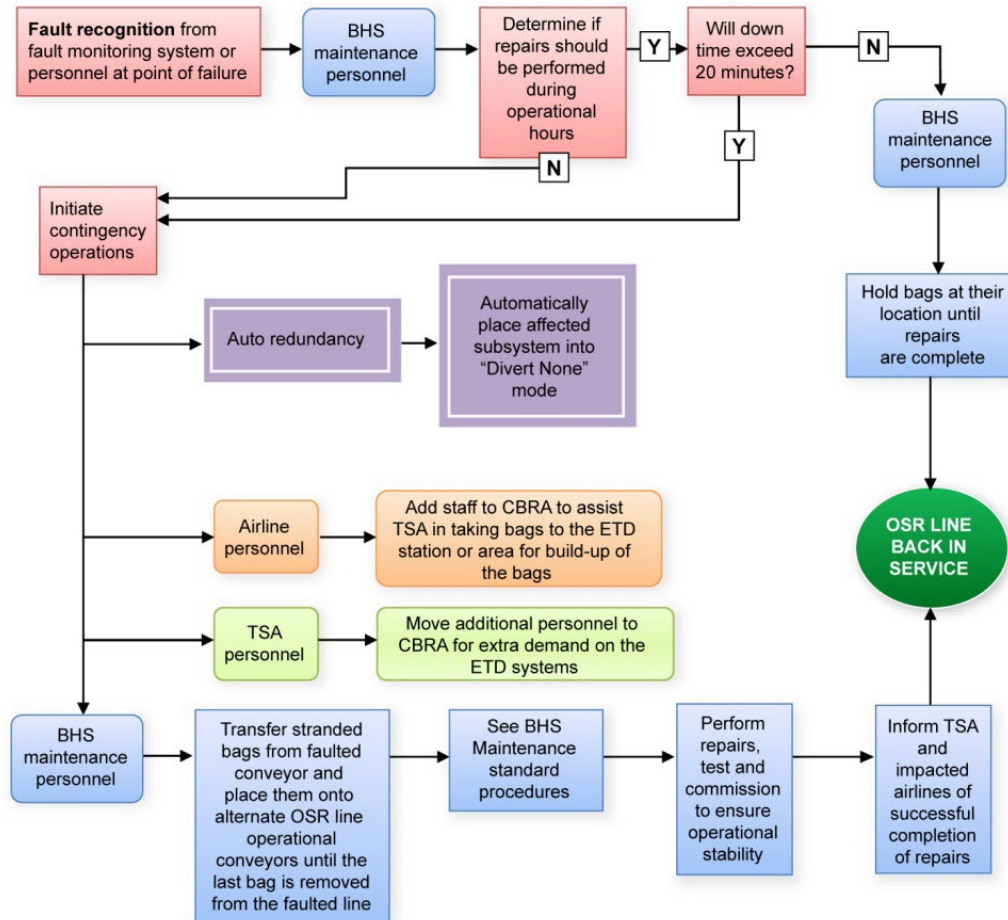 Fault recognition from
fault monitoring system or
personnel at point of failure
BHS
maintenance
personnel
Determine if
repairs should
be performed
during
operational
hours
Y
Will down
time exceed
20 minutes?
N
BHS
maintenance
personnel
Y
N
Initiate
contingency
operations
Hold bags at their
location until
repairs
are complete
Auto redundancy
Automatically
place affected
subsystem into
“Divert None”
mode
Airline
personnel
Add staff to CBRA to assist
TSA in taking bags to the ETD
station or area for build-up of
the bags
OSR LINE
BACK IN
SERVICE
TSA
personnel
Move additional personnel to
CBRA for extra demand on the
ETD systems
BHS
maintenance
personnel
Transfer stranded
bags from faulted
conveyor and
place them onto
alternate OSR line
operational
conveyors until the
last bag is removed
from the faulted line
See BHS
Maintenance
standard
procedures
Perform
repairs,
test and
commission
to ensure
operational
stability
Inform TSA
and
impacted
airlines of
successful
completion
of repairs